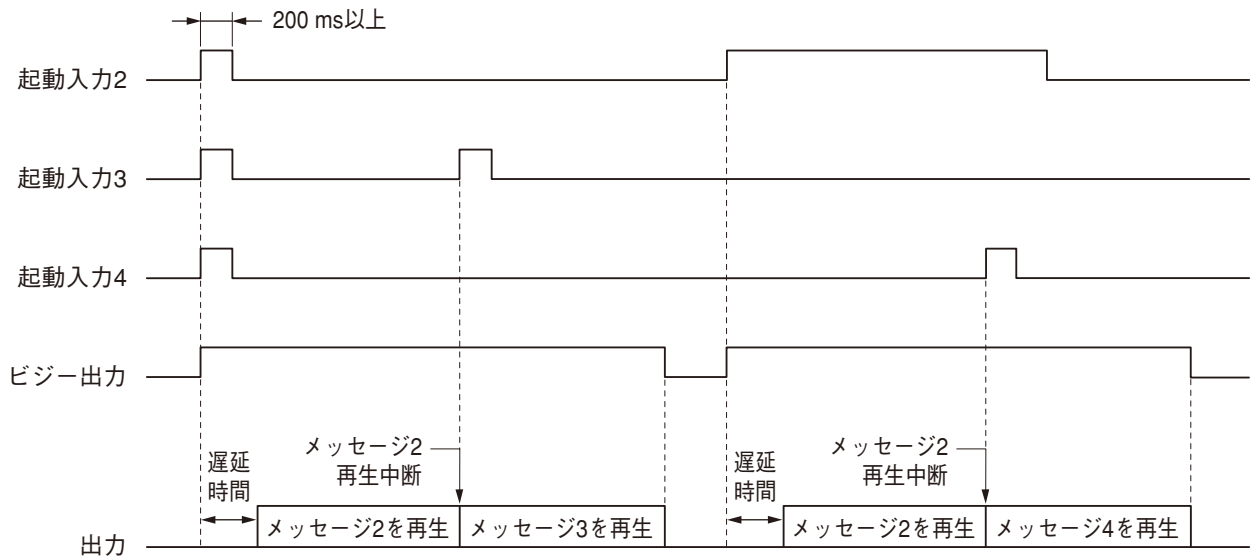 200 ms以上
起動入力2
起動入力3
起動入力4
ビジー出力
遅延
時間
メッセージ2
再生中断
遅延
時間
メッセージ2
再生中断
出力
メッセージ2を再生
メッセージ3を再生
メッセージ2を再生
メッセージ4を再生